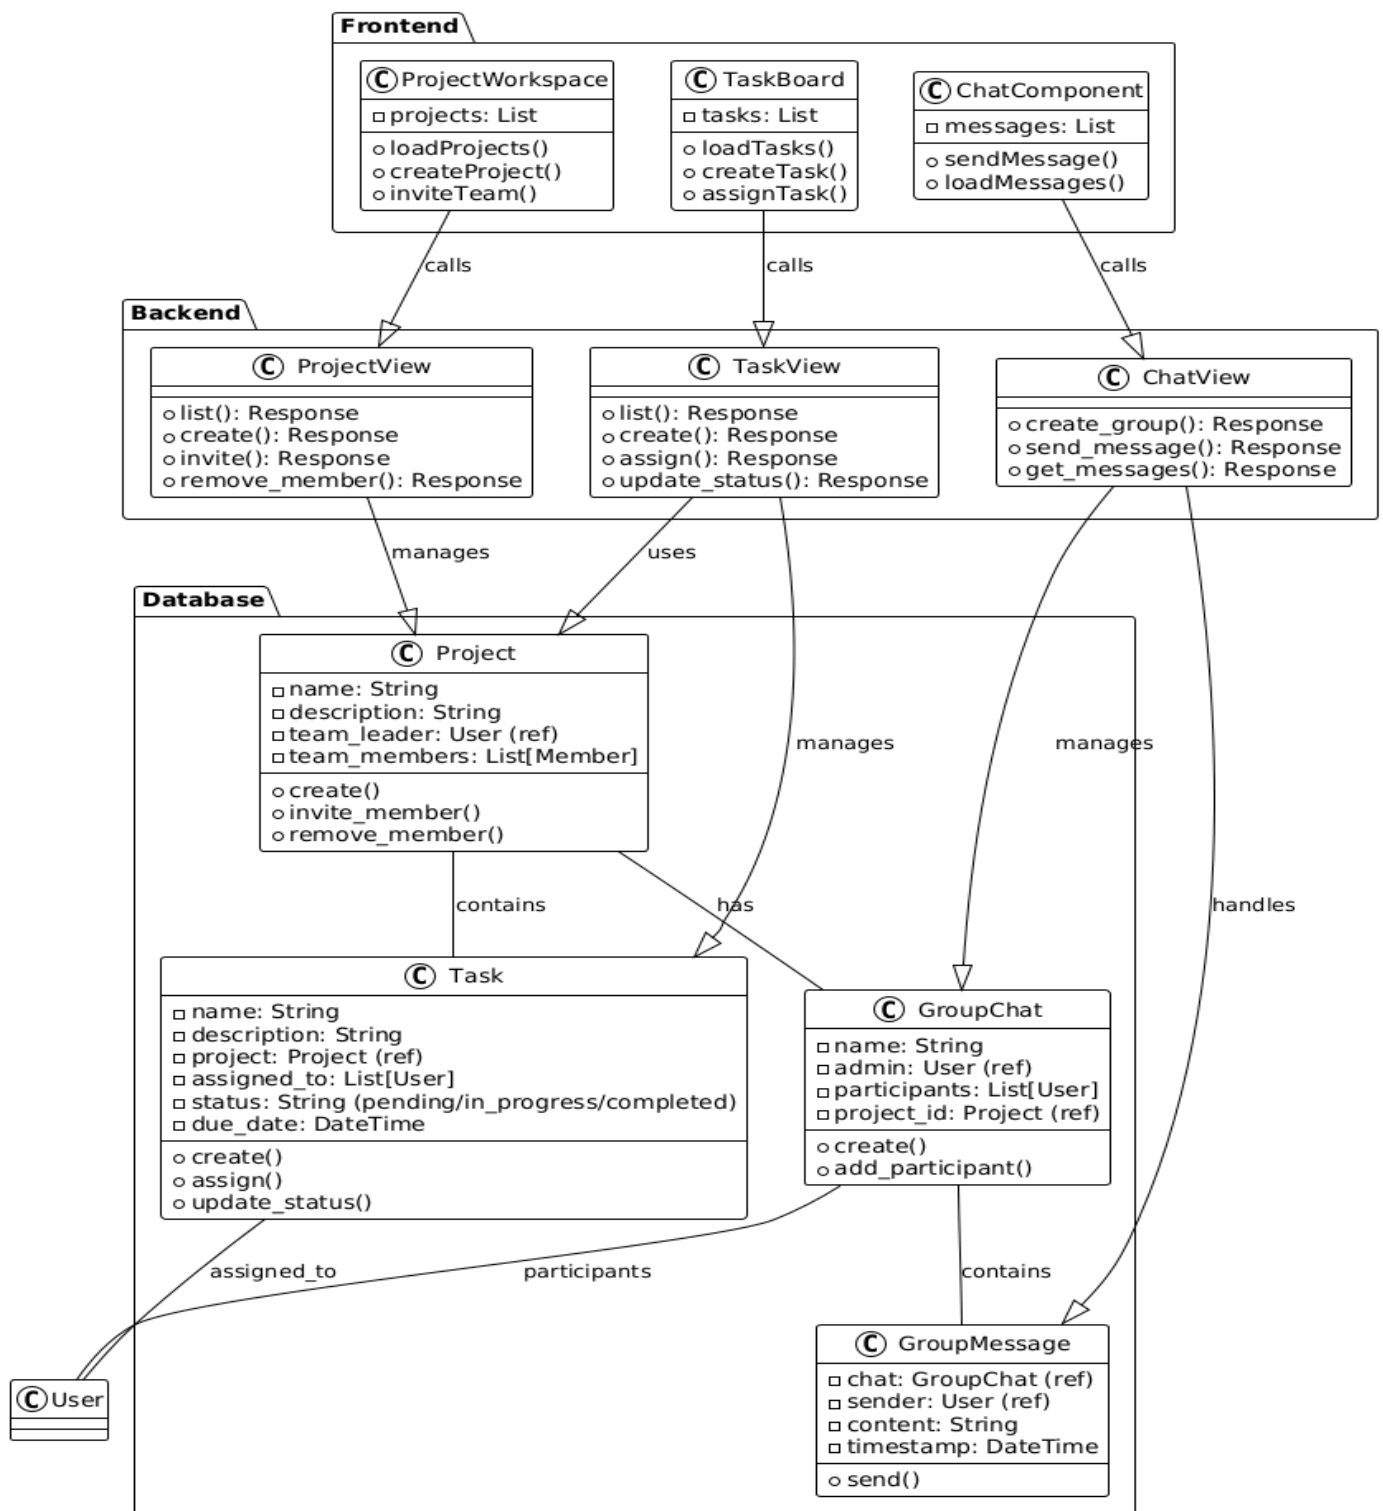 Frontend
C ProjectWorkspace
projects: List
loadProjects()
createProject()
inviteTeam()
C TaskBoard
tasks: List
loadTasks()
createTask()
assignTask()
C ChatComponent
messages: List
sendMessage()
loadMessages()
calls
calls
calls
Backend
C ProjectView
list(): Response
create(): Response
invite(): Response
remove_member(): Response
C TaskView
list(): Response
create(): Response
assign(): Response
update_status(): Response
C ChatView
create_group(): Response
send_message(): Response
get_messages(): Response
manages
uses
Database
C Project
name: String
description: String
team_leader: User (ref)
team_members: List[Member]
create()
invite_member()
remove_member()
manages
manages
contains
has
handles
C Task
name: String
description: String
project: Project (ref)
assigned_to: List[User]
status: String (pending/in_progress/completed)
due_date: DateTime
create()
assign()
update_status()
C GroupChat
name: String
admin: User (ref)
participants: List[User]
project_id: Project (ref)
create()
add_participant()
assigned_to
participants
contains
C User
C GroupMessage
chat: GroupChat (ref)
sender: User (ref)
content: String
timestamp: DateTime
send()